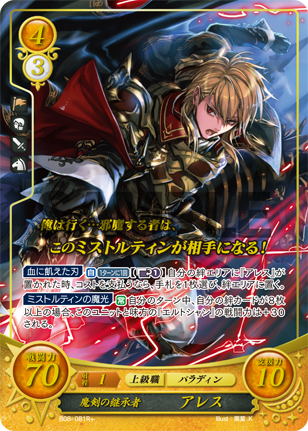 4
3
俺は行く…邪魔する者は、
このミストルティンが相手になる！
血に飢えた刃 自 1ターンに1回 自分の絆エリアに『アレス』が
置かれた時、コストを支払うなら、手札を1枚選び、絆エリアに置く。
ミストルティンの魔光 常 自分のターン中、自分の絆カードが8枚
以上の場合、このユニットと味方の『エルトシャン』の戦闘力は＋30
される。
戦闘力
70
射程 1 上級職 パラディン
支援力
10
魔剣の継承者 アレス
B08-081R+
Illust：黒葉.K